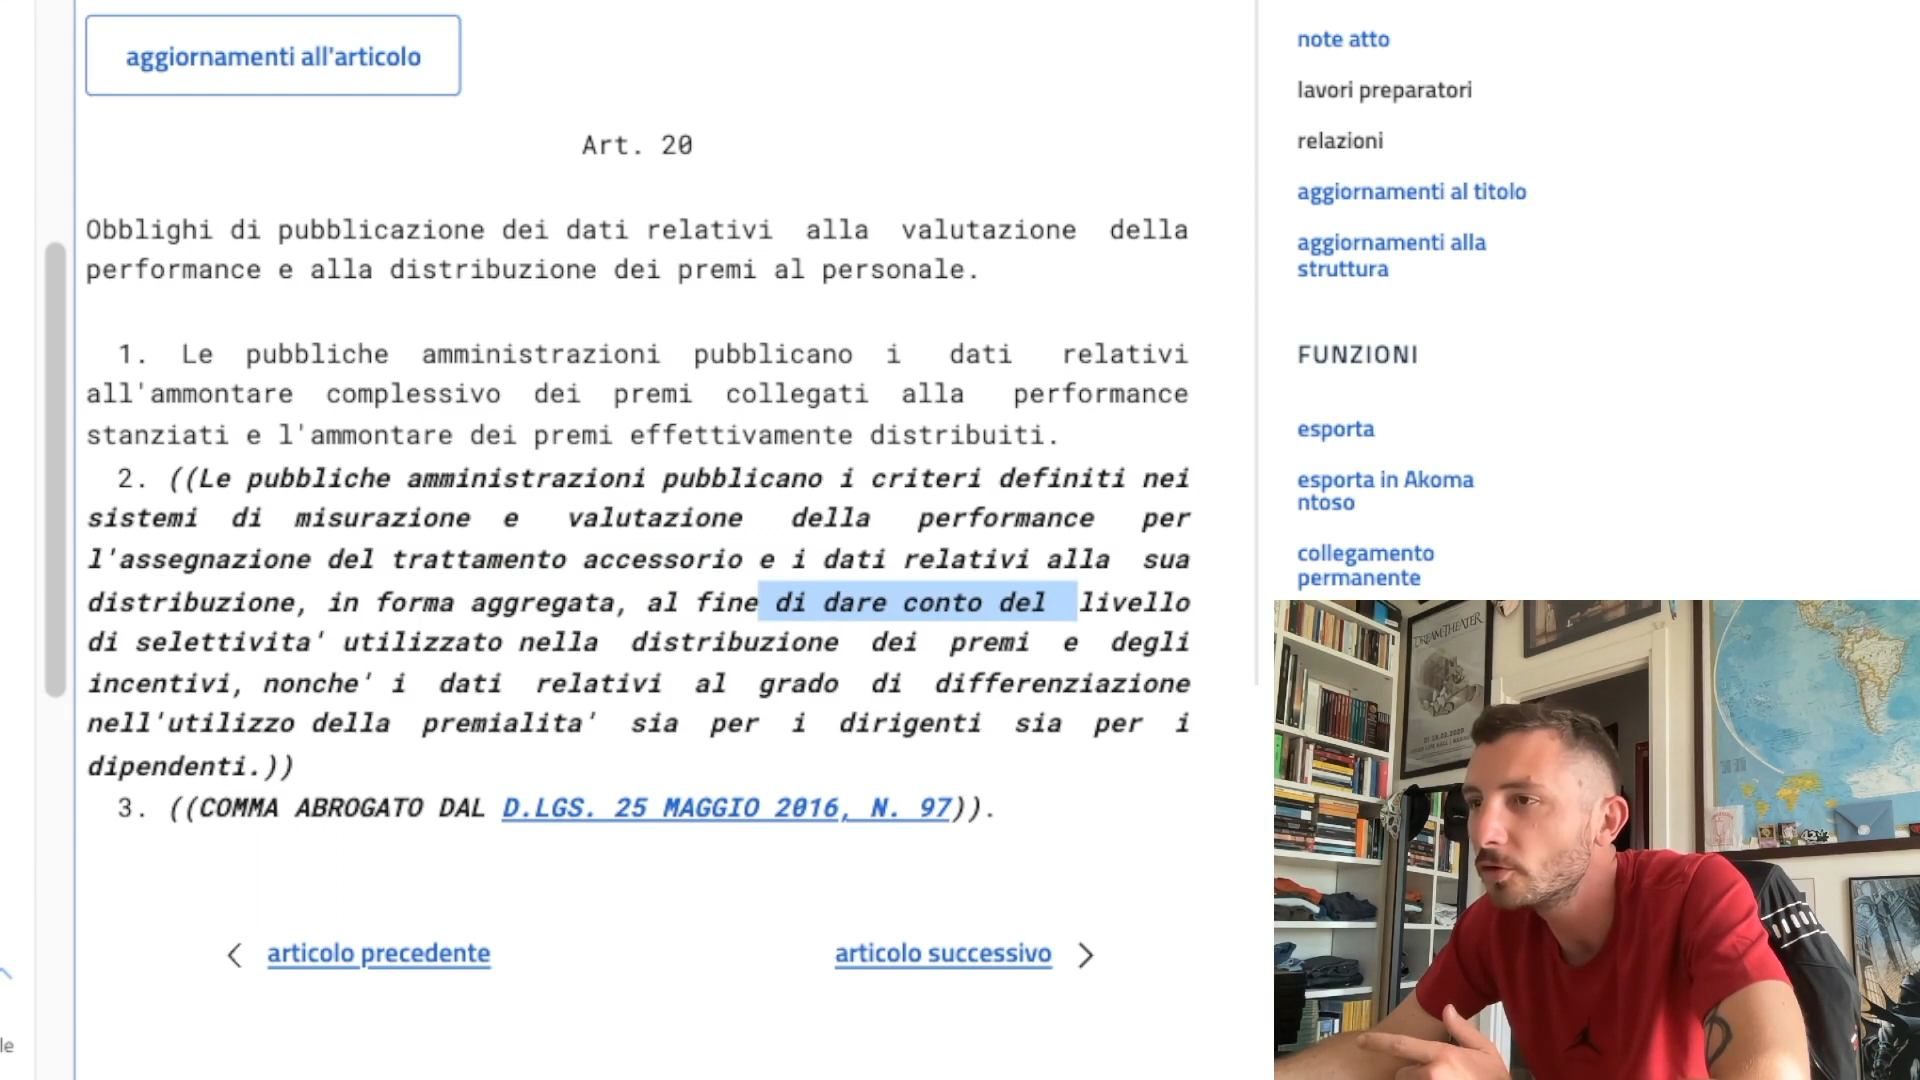 aggiornamenti all'articolo
Art. 20
Obblighi di pubblicazione dei dati relativi alla valutazione della
performance e alla distribuzione dei premi al personale.
1. Le pubbliche amministrazioni pubblicano i dati relativi
all'ammontare complessivo dei premi collegati alla performance
stanziati e l'ammontare dei premi effettivamente distribuiti.
2. ((Le pubbliche amministrazioni pubblicano i criteri definiti nei
sistemi di misurazione e valutazione della performance per
l'assegnazione del trattamento accessorio e i dati relativi alla sua
distribuzione, in forma aggregata, al fine di dare conto del livello
di selettivita' utilizzato nella distribuzione dei premi e degli
incentivi, nonche' i dati relativi al grado di differenziazione
nell'utilizzo della premialita' sia per i dirigenti sia per i
dipendenti.))
3. ((COMMA ABROGATO DAL D.LGS. 25 MAGGIO 2016, N. 97)).
articolo precedente
articolo successivo
le
note atto
lavori preparatori
relazioni
aggiornamenti al titolo
aggiornamenti alla
struttura
FUNZIONI
esporta
esporta in Akoma
ntoso
collegamento
permanente
DREAM THEATER